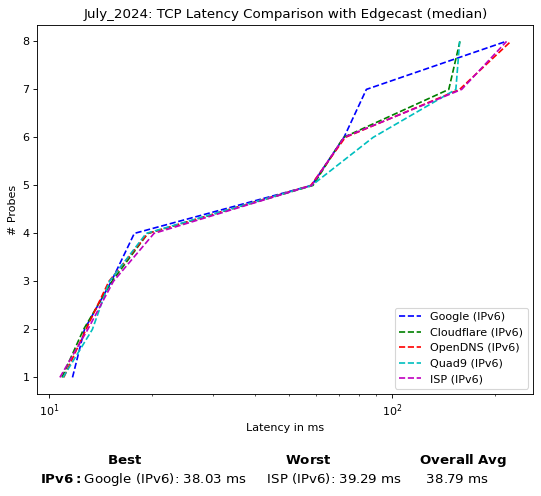 July_2024: TCP Latency Comparison with Edgecast (median)
8
7
6
5
4
3
2
1
# Probes
Google (IPv6)
Cloudflare (IPv6)
OpenDNS (IPv6)
Quad9 (IPv6)
ISP (IPv6)
10¹ 10²
Latency in ms
Best Worst Overall Avg
IPv6: Google (IPv6): 38.03 ms ISP (IPv6): 39.29 ms 38.79 ms